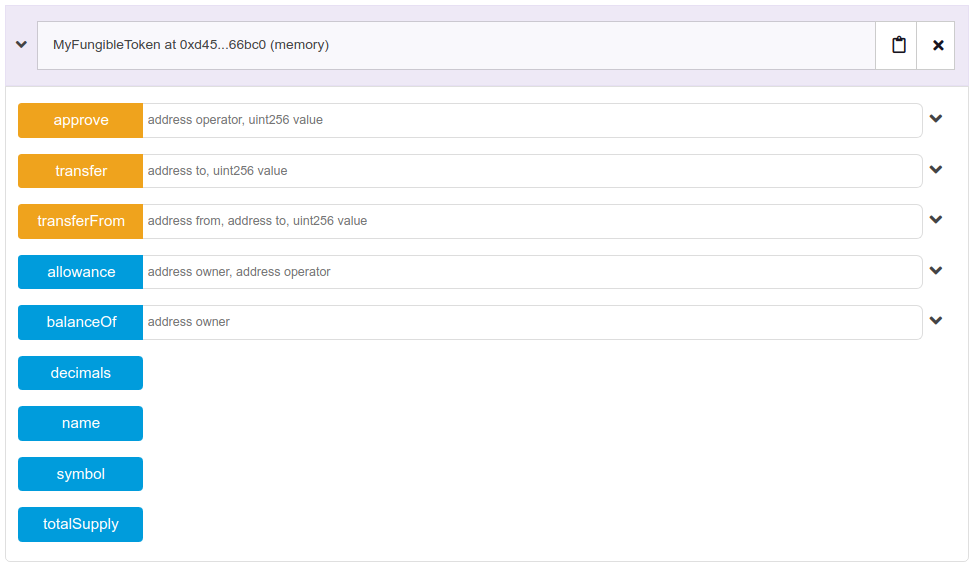 MyFungibleToken at 0xd45...66bc0 (memory)
approve address operator, uint256 value
transfer address to, uint256 value
transferFrom address from, address to, uint256 value
allowance address owner, address operator
balanceOf address owner
decimals
name
symbol
totalSupply